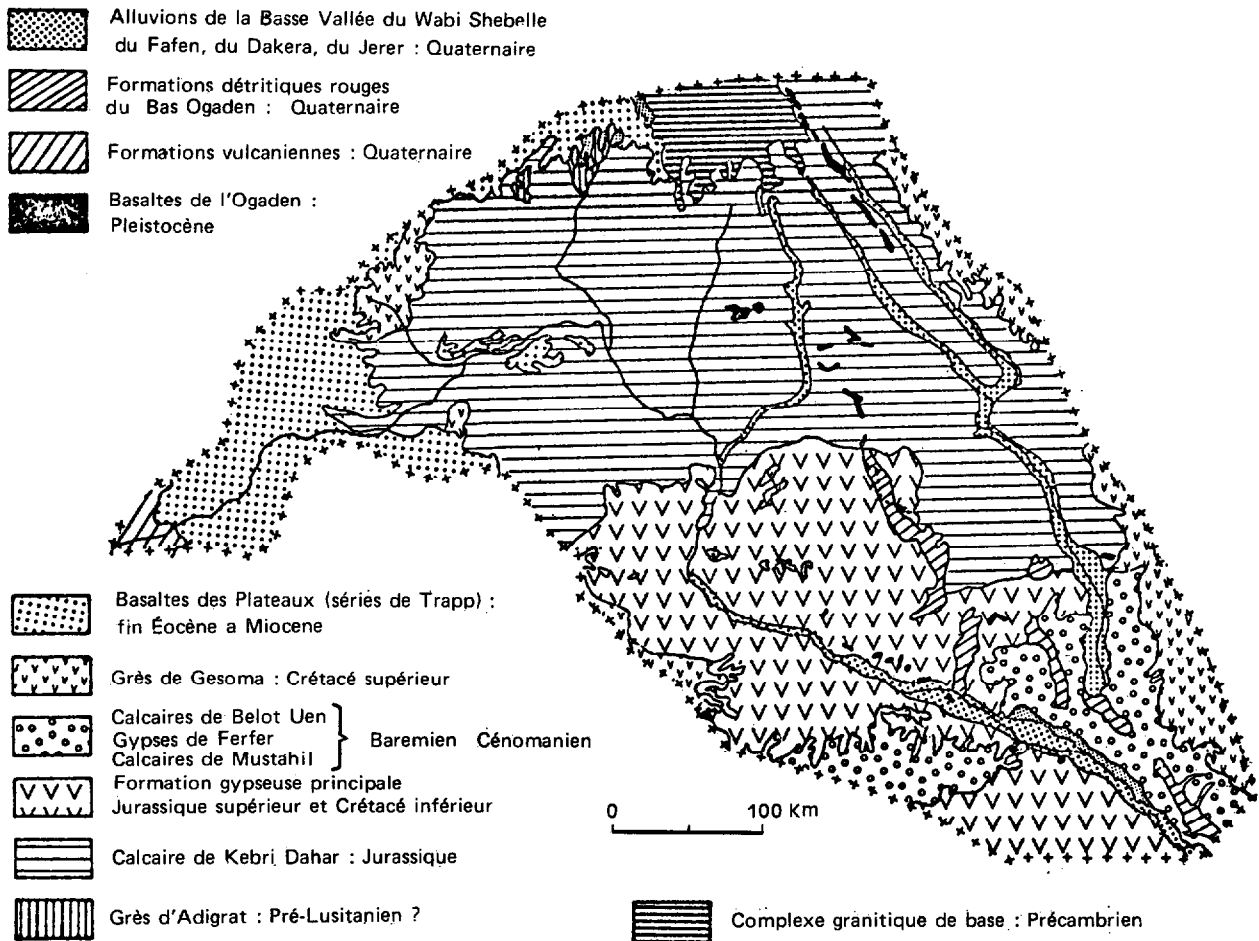 Alluvions de la Basse Vallée du Wabi Shebelle
du Fafen, du Dakera, du Jerer : Quaternaire
Formations détritiques rouges
du Bas Ogaden : Quaternaire
Formations vulcaniennes : Quaternaire
Basaltes de l'Ogaden :
Pleistocène
Basaltes des Plateaux (séries de Trapp) :
fin Éocène a Miocene
Grès de Gesoma : Crétacé supérieur
Calcaires de Belot Uen
Gypses de Ferfer
Calcaires de Mustahil
Baremien Cénomanien
Formation gypseuse principale
Jurassique supérieur et Crétacé inférieur
Calcaire de Kebri Dahar : Jurassique
Grès d'Adigrat : Pré-Lusitanien ?
0 100 Km
Complexe granitique de base : Précambrien